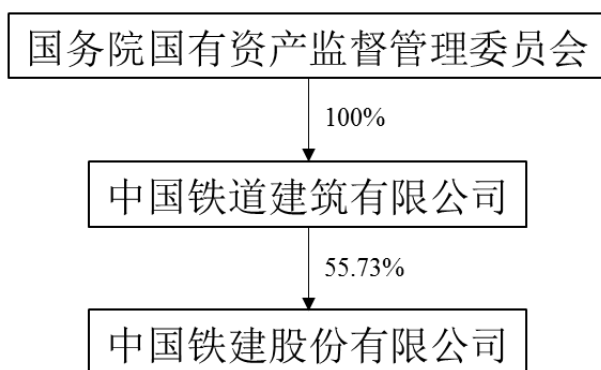 国务院国有资产监督管理委员会
100%
中国铁道建筑有限公司
55.73%
中国铁建股份有限公司